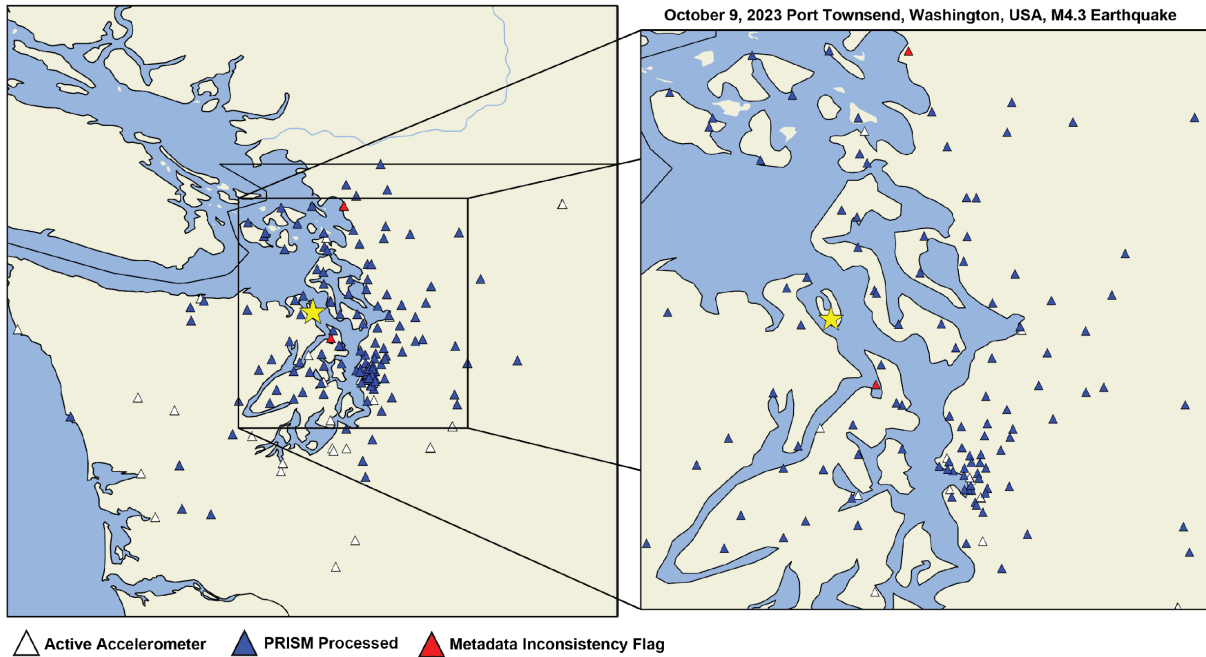 October 9, 2023 Port Townsend, Washington, USA, M4.3 Earthquake
Active Accelerometer
PRISM Processed
Metadata Inconsistency Flag